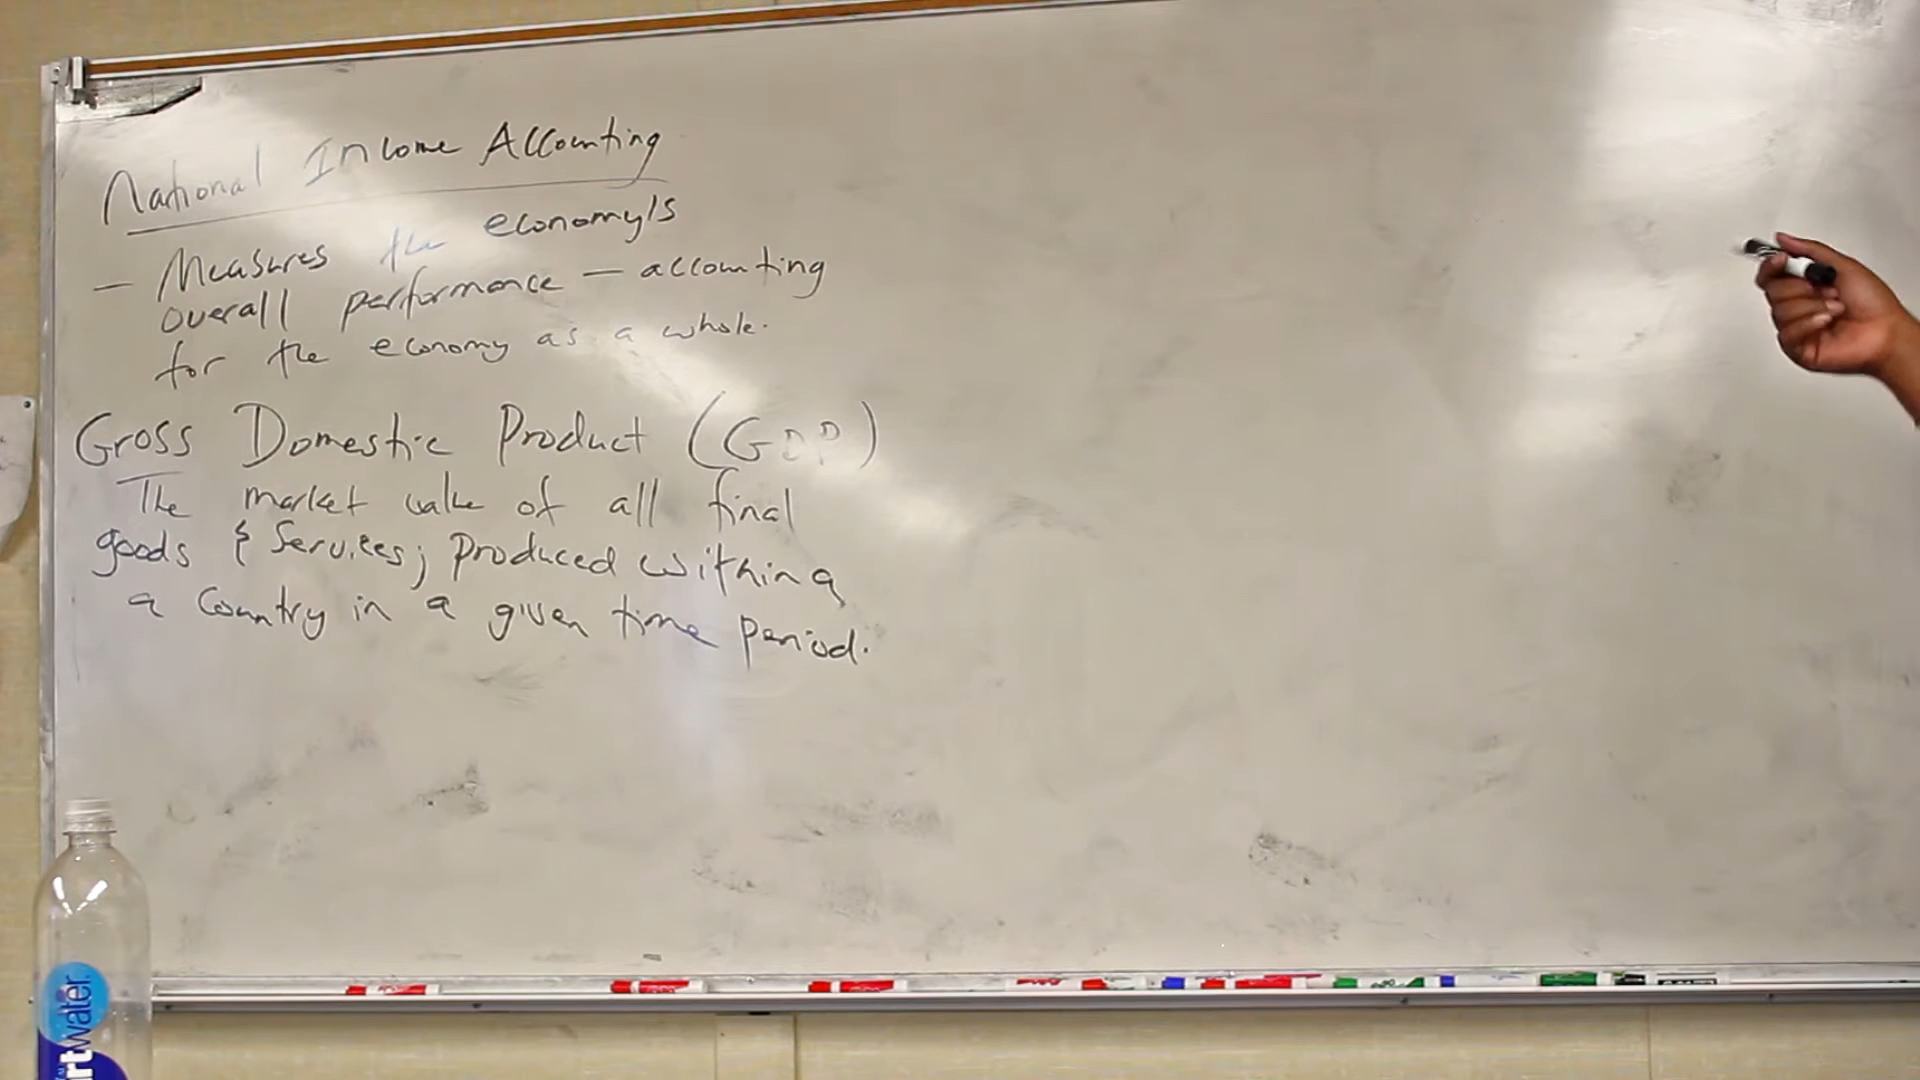 National Income Accounting
— Measures the economy's
overall performance — accounting
for the economy as a whole.
Gross Domestic Product (GDP)
The market value of all final
goods & Services; produced within
a Country in a given time period.
rtwater